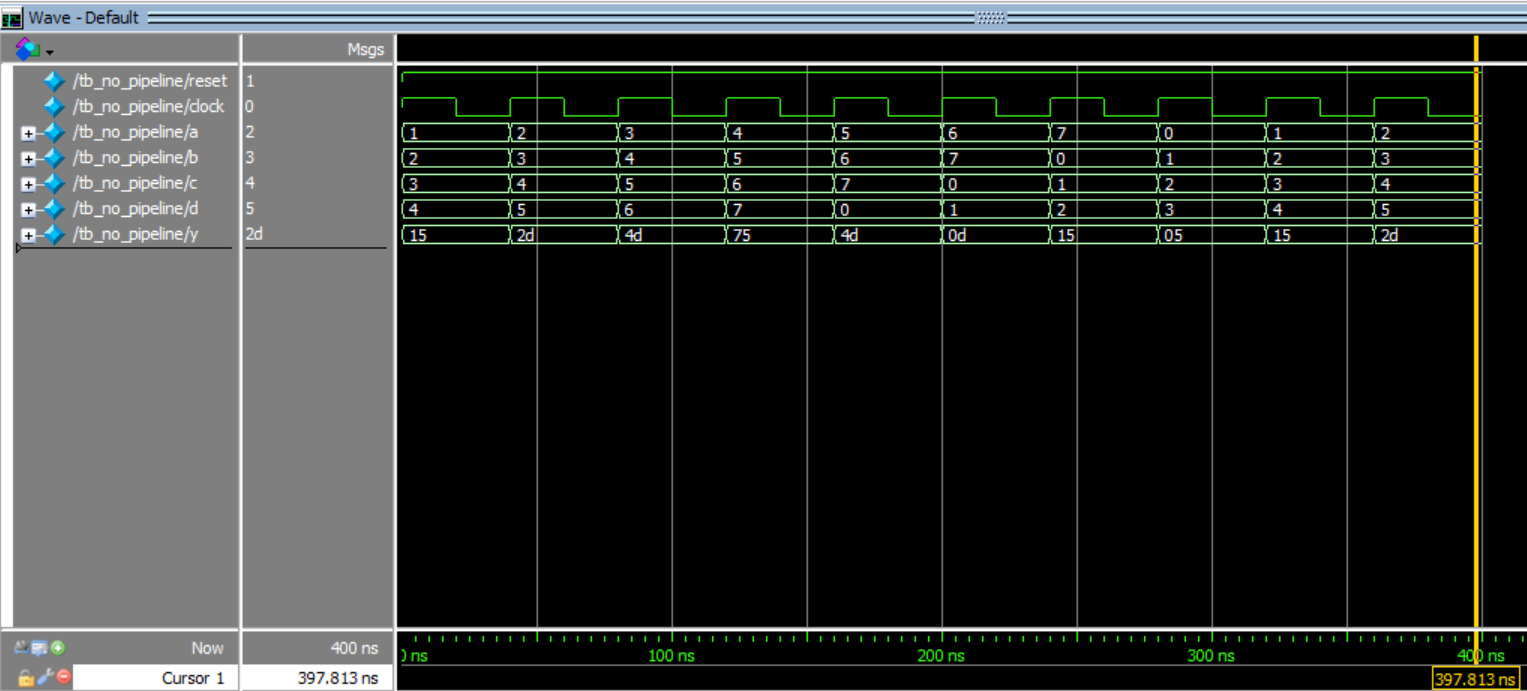 Wave - Default
Msgs
/tb_no_pipeline/reset 1
/tb_no_pipeline/clock 0
/tb_no_pipeline/a 2 1 2 3 4 5 6 7 0 1 2
/tb_no_pipeline/b 3 2 3 4 5 6 7 0 1 2 3
/tb_no_pipeline/c 4 3 4 5 6 7 0 1 2 3 4
/tb_no_pipeline/d 5 4 5 6 7 0 1 2 3 4 5
/tb_no_pipeline/y 2d 15 2d 4d 75 4d 0d 15 05 15 2d
Now 400 ns ns 100 ns 200 ns 300 ns 400 ns
Cursor 1 397.813 ns 397.813 ns